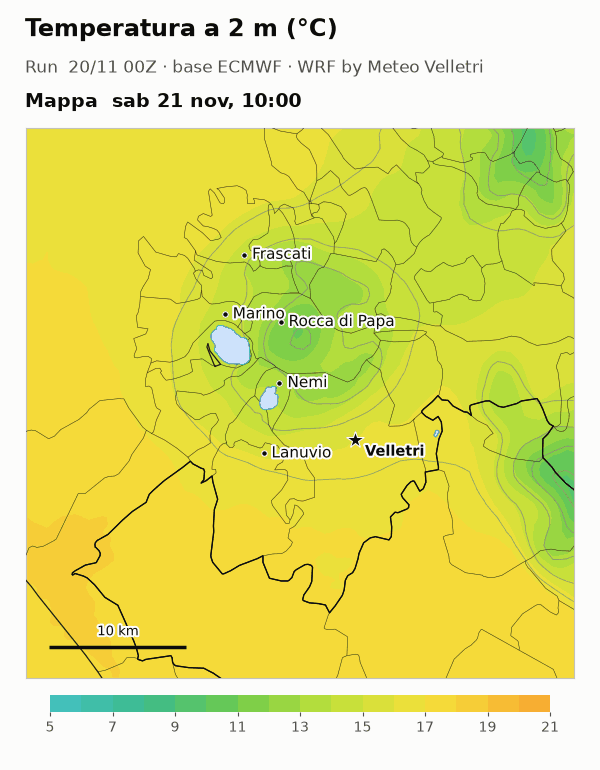 Temperatura a 2 m (°C)
Run  20/11 00Z · base ECMWF · WRF by Meteo Velletri
Mappa  sab 21 nov, 10:00
Frascati
Marino
Rocca di Papa
Nemi
Velletri
Lanuvio
10 km
5 7 9 11 13 15 17 19 21